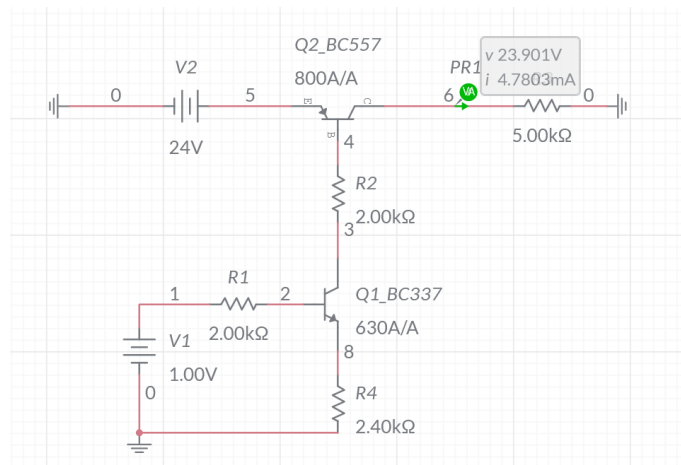 Q2_BC557
800A/A
V2
24V
0
5
E
C
B
4
PR1
6
VA
v 23.901V
i 4.7803mA
0
5.00kΩ
R2
2.00kΩ
3
R1
1
2
2.00kΩ
Q1_BC337
630A/A
V1
1.00V
0
8
R4
2.40kΩ